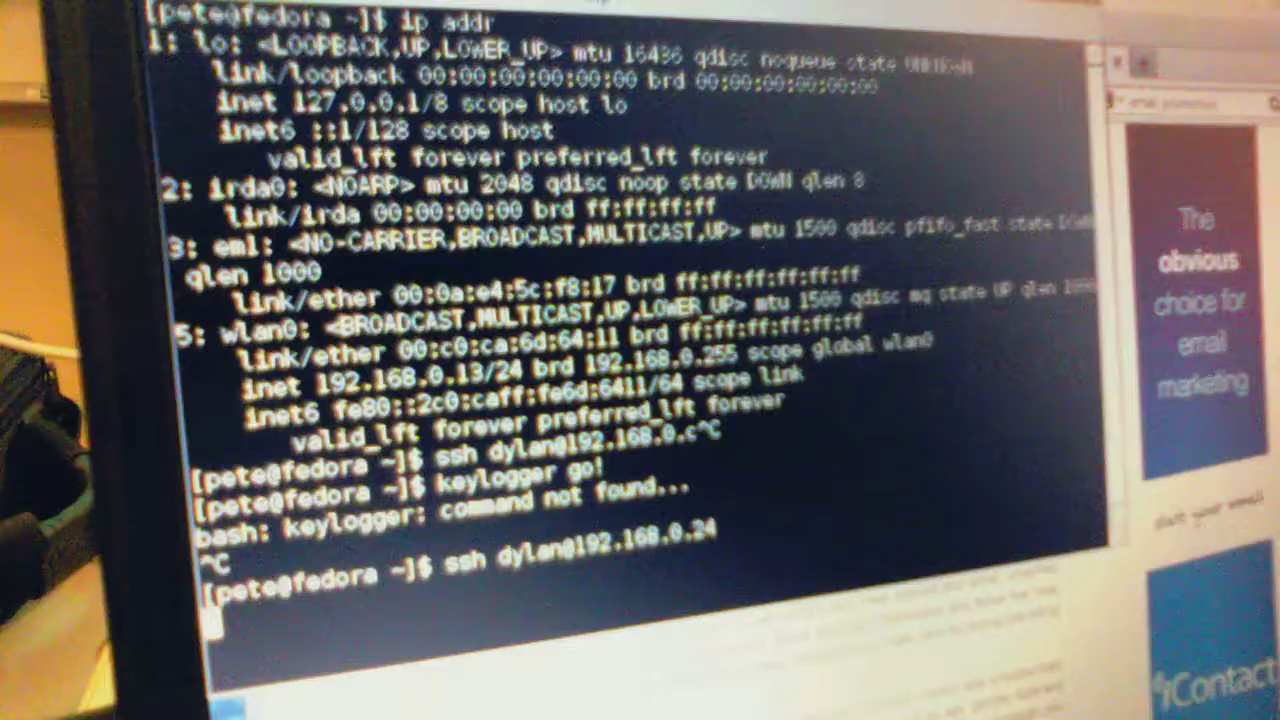 [pete@fedora ~]$ ip addr
1: lo: <LOOPBACK,UP,LOWER_UP> mtu 16436 qdisc noqueue state UNKNOWN
link/loopback 00:00:00:00:00:00 brd 00:00:00:00:00:00
inet 127.0.0.1/8 scope host lo
inet6 ::1/128 scope host
valid_lft forever preferred_lft forever
2: irda0: <NOARP> mtu 2048 qdisc noop state DOWN qlen 8
link/irda 00:00:00:00 brd ff:ff:ff:ff
3: em1: <NO-CARRIER,BROADCAST,MULTICAST,UP> mtu 1500 qdisc pfifo_fast state DOWN
qlen 1000
link/ether 00:0a:e4:5c:f8:17 brd ff:ff:ff:ff:ff:ff
5: wlan0: <BROADCAST,MULTICAST,UP,LOWER_UP> mtu 1500 qdisc mq state UP qlen 1000
link/ether 00:c0:ca:6d:64:11 brd ff:ff:ff:ff:ff:ff
inet 192.168.0.13/24 brd 192.168.0.255 scope global wlan0
inet6 fe80::2c0:caff:fe6d:6411/64 scope link
valid_lft forever preferred_lft forever
[pete@fedora ~]$ ssh dylan@192.168.0.c^C
[pete@fedora ~]$ keylogger go!
bash: keylogger: command not found...
^C
[pete@fedora ~]$ ssh dylan@192.168.0.24
The
obvious
choice for
email
marketing
start your email
iContact